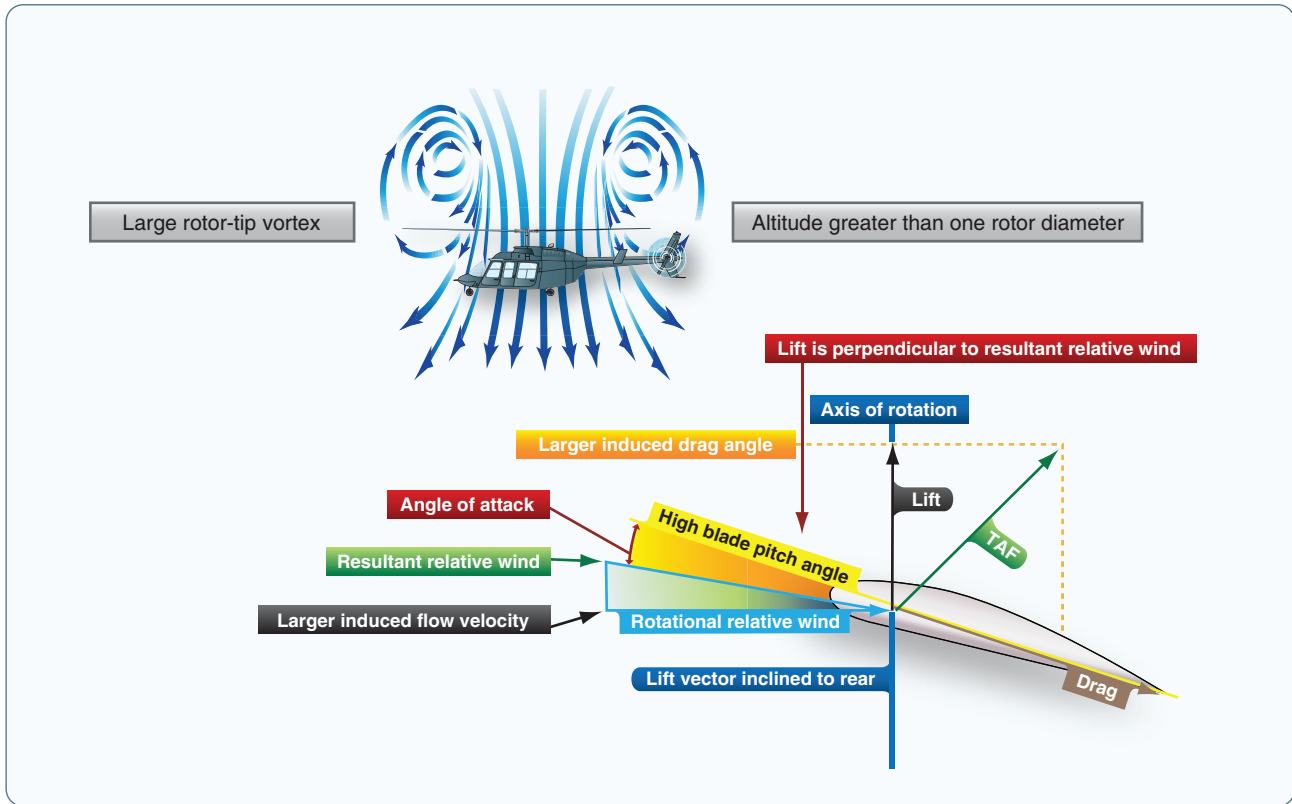 Large rotor-tip vortex
Altitude greater than one rotor diameter
Lift is perpendicular to resultant relative wind
Axis of rotation
Larger induced drag angle
Lift
Angle of attack
High blade pitch angle
TAF
Resultant relative wind
Larger induced flow velocity
Rotational relative wind
Lift vector inclined to rear
Drag